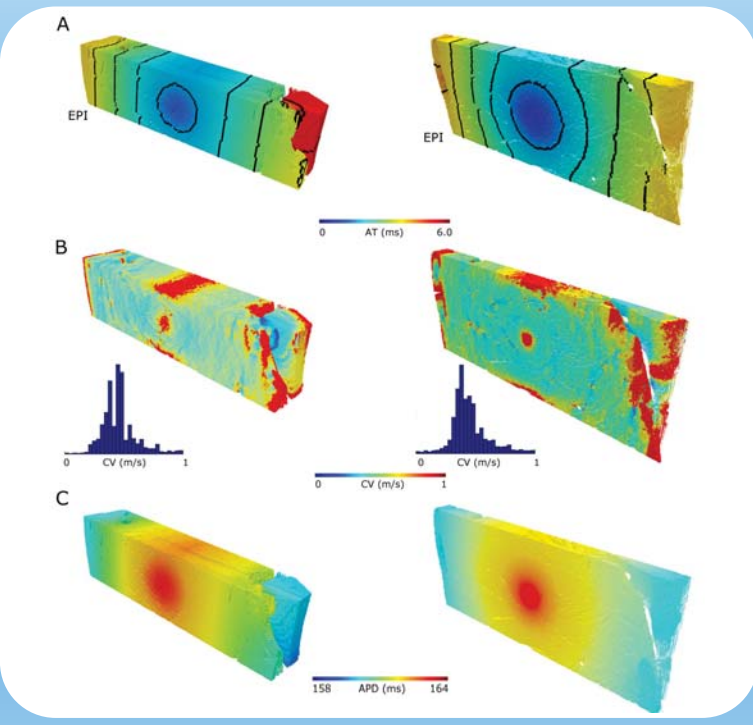 A
EPI
EPI
0 AT (ms) 6.0
B
0 CV (m/s) 1
0 CV (m/s) 1
0 CV (m/s) 1
C
158 APD (ms) 164